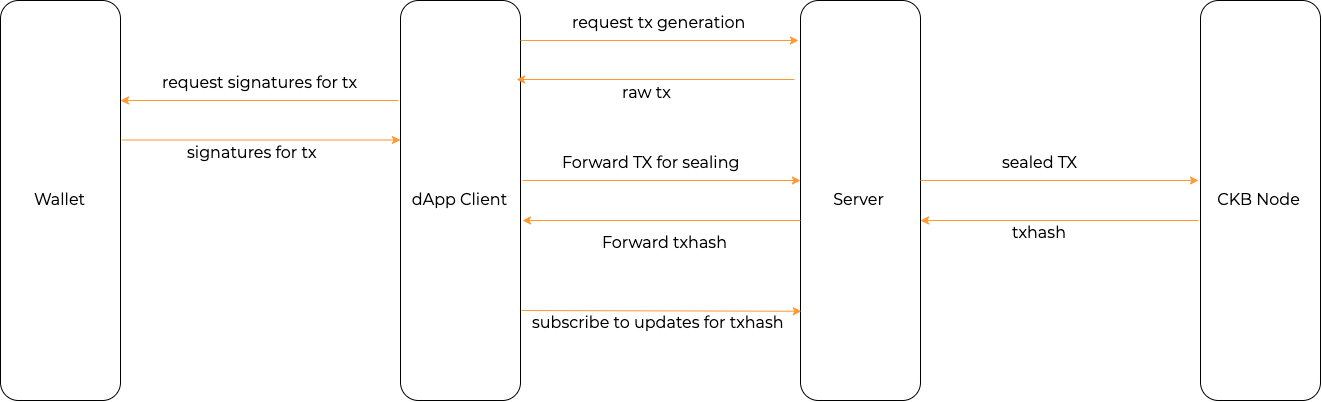 request tx generation
request signatures for tx
raw tx
signatures for tx
Forward TX for sealing
sealed TX
Wallet
dApp Client
Server
CKB Node
Forward txhash
txhash
subscribe to updates for txhash